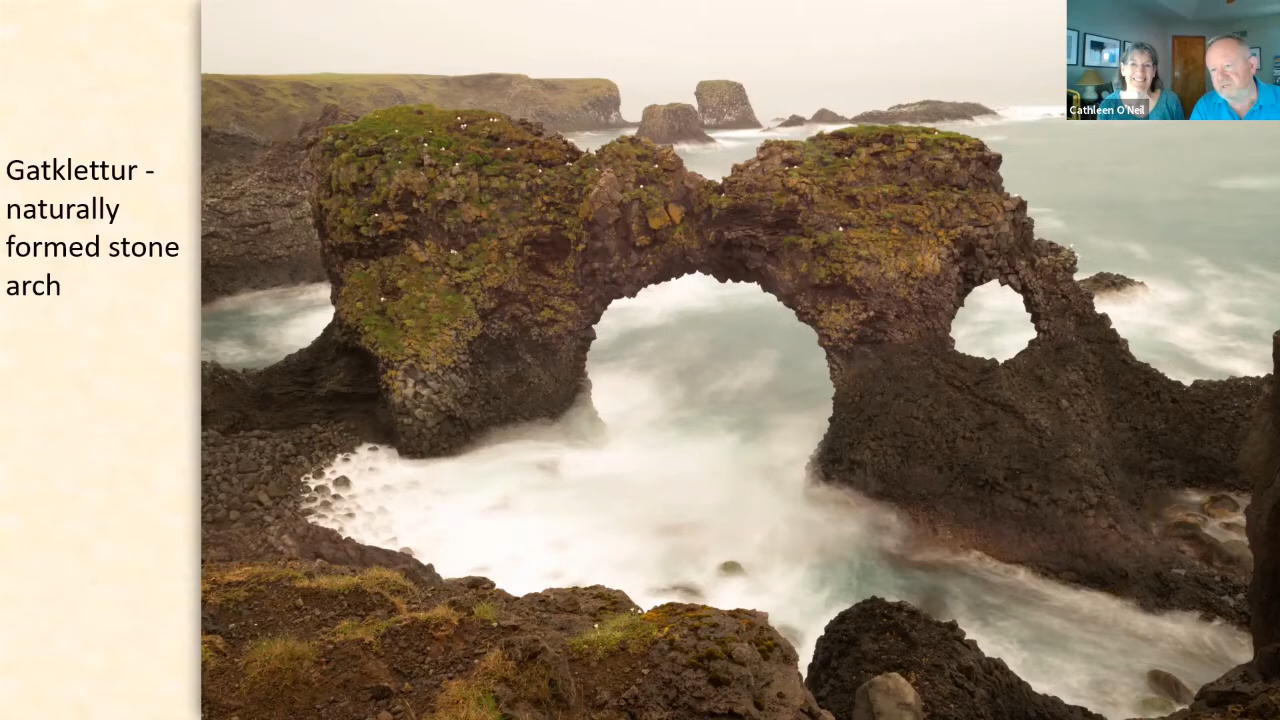 Gatklettur -
naturally
formed stone
arch
Cathleen O'Neil